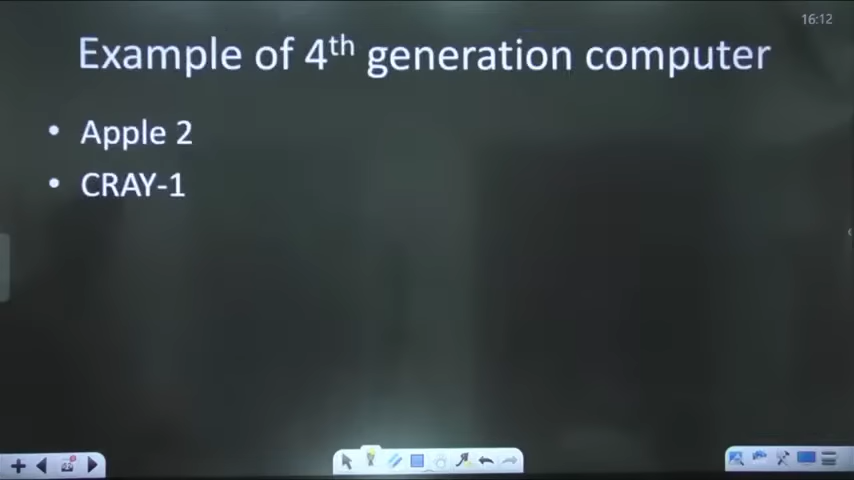 16:12
Example of 4th generation computer
• Apple 2
• CRAY-1